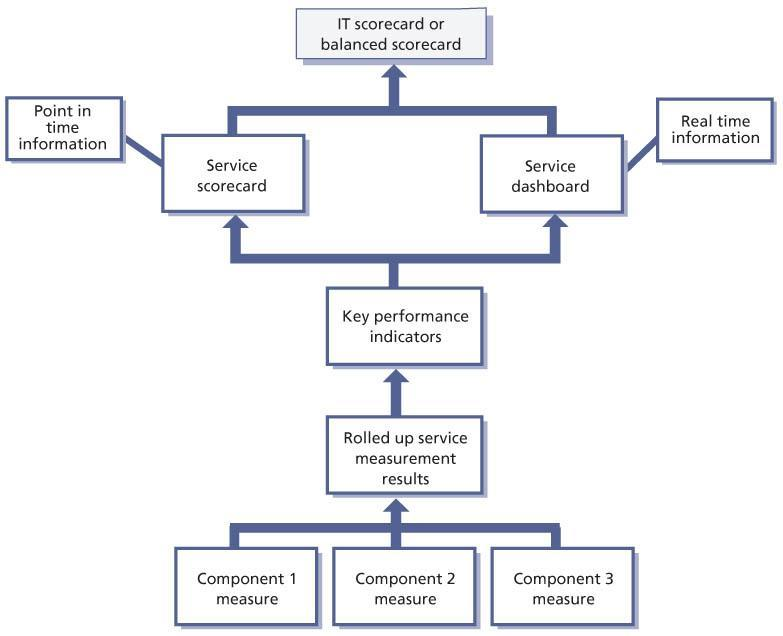 IT scorecard or
balanced scorecard
Point in
time
information
Service
scorecard
Service
dashboard
Real time
information
Key performance
indicators
Rolled up service
measurement
results
Component 1
measure
Component 2
measure
Component 3
measure